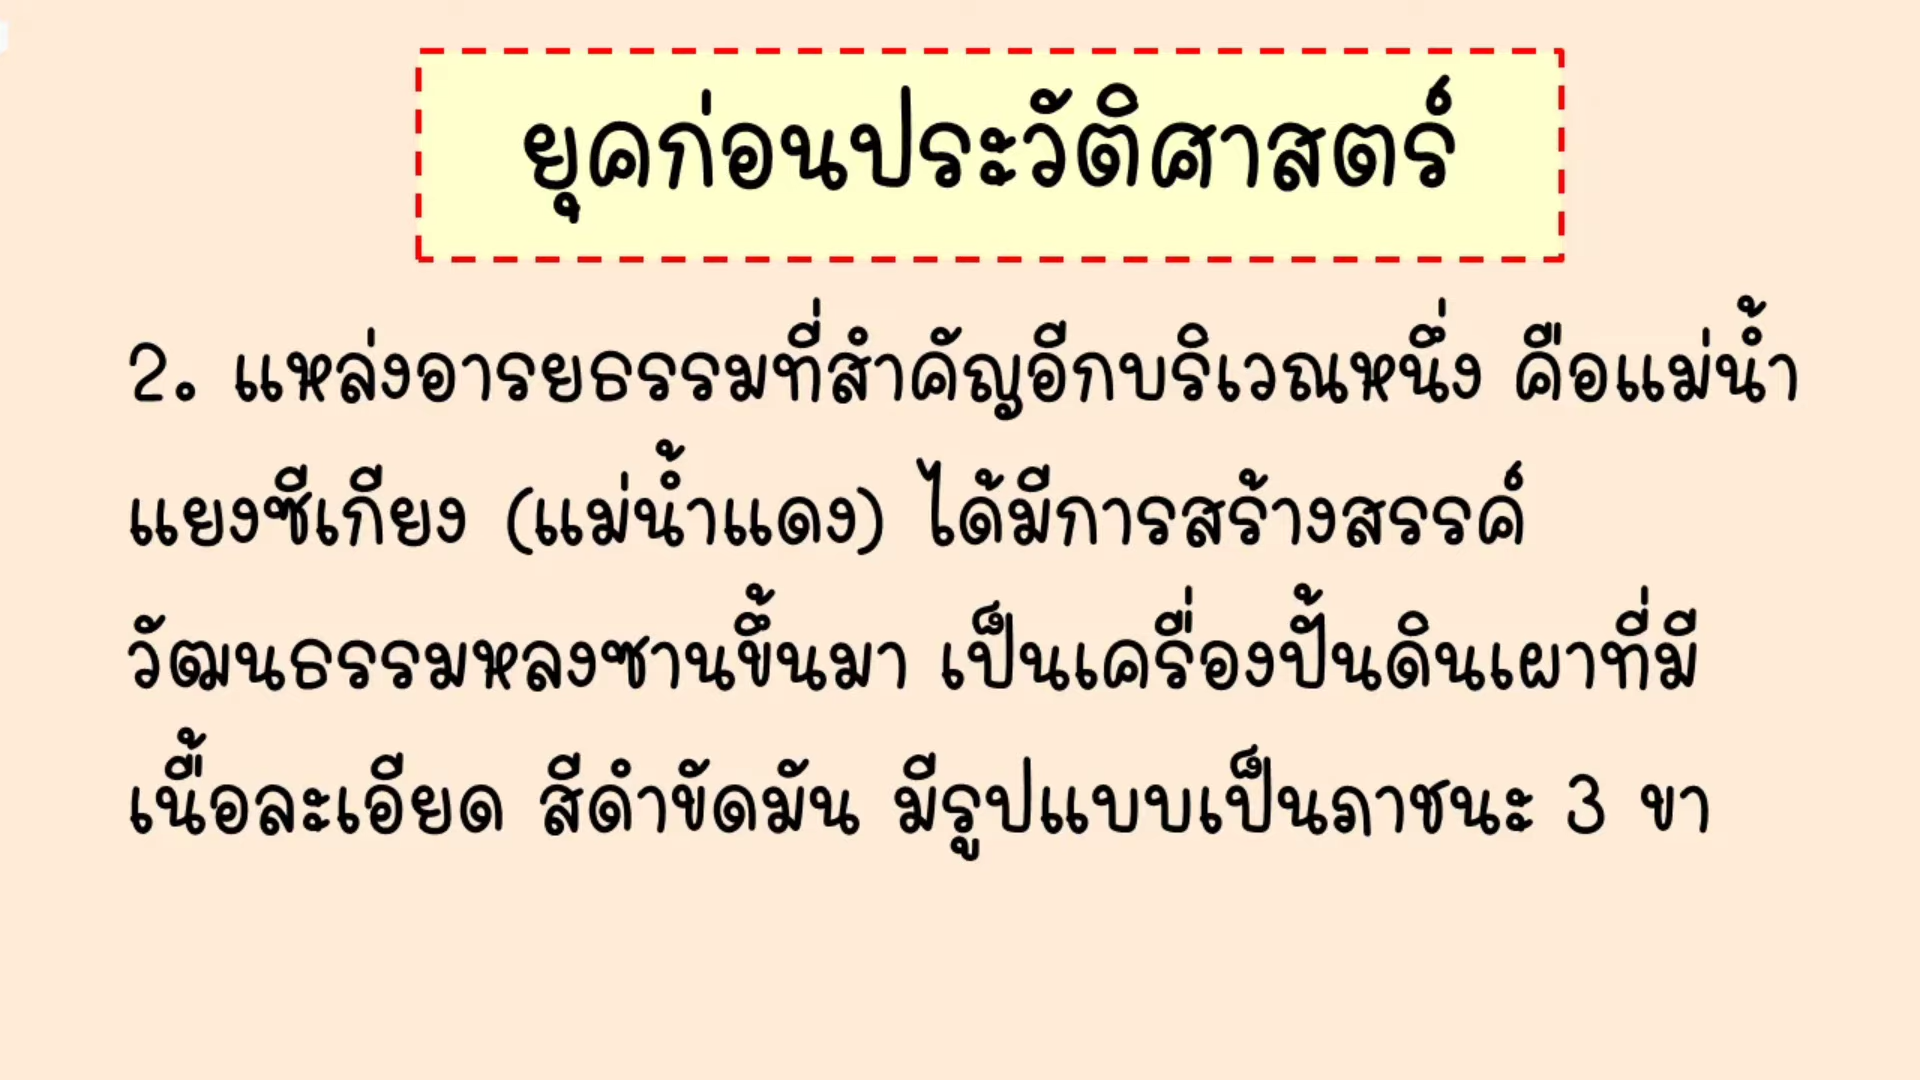 ยุคก่อนประวัติศาสตร์
2. แหล่งอารยธรรมที่สำคัญอีกบริเวณหนึ่ง คือแม่น้ำ
แยงซีเกียง (แม่น้ำแดง) ได้มีการสร้างสรรค์
วัฒนธรรมหลงซานขึ้นมา เป็นเครื่องปั้นดินเผาที่มี
เนื้อละเอียด สีดำขัดมัน มีรูปแบบเป็นภาชนะ 3 ขา